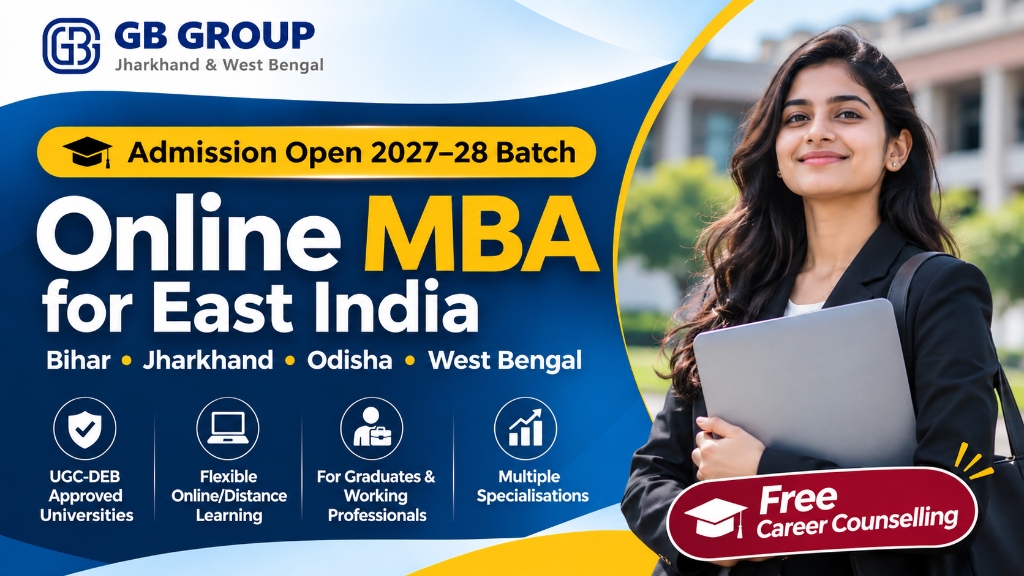 GB
GB GROUP
Jharkhand & West Bengal
Admission Open 2027–28 Batch
Online MBA
for East India
Bihar • Jharkhand • Odisha • West Bengal
UGC-DEB
Approved
Universities
Flexible
Online/Distance
Learning
For Graduates &
Working
Professionals
Multiple
Specialisations
Free
Career Counselling